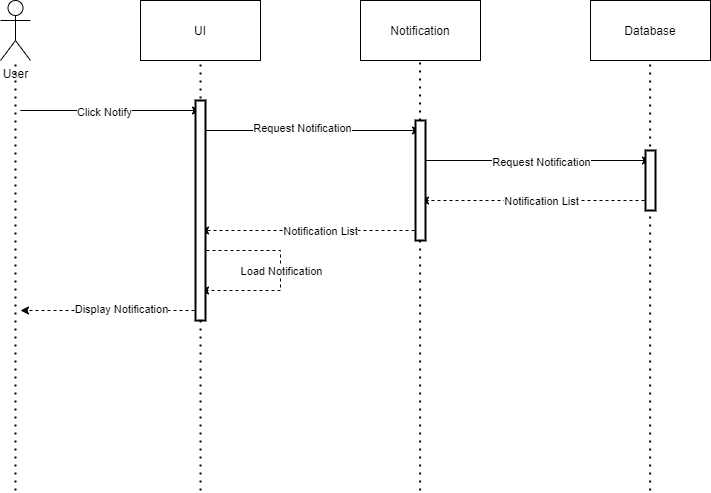 UI
Notification
Database
User
Click Notify
Request Notification
Request Notification
Notification List
Notification List
Load Notification
Display Notification